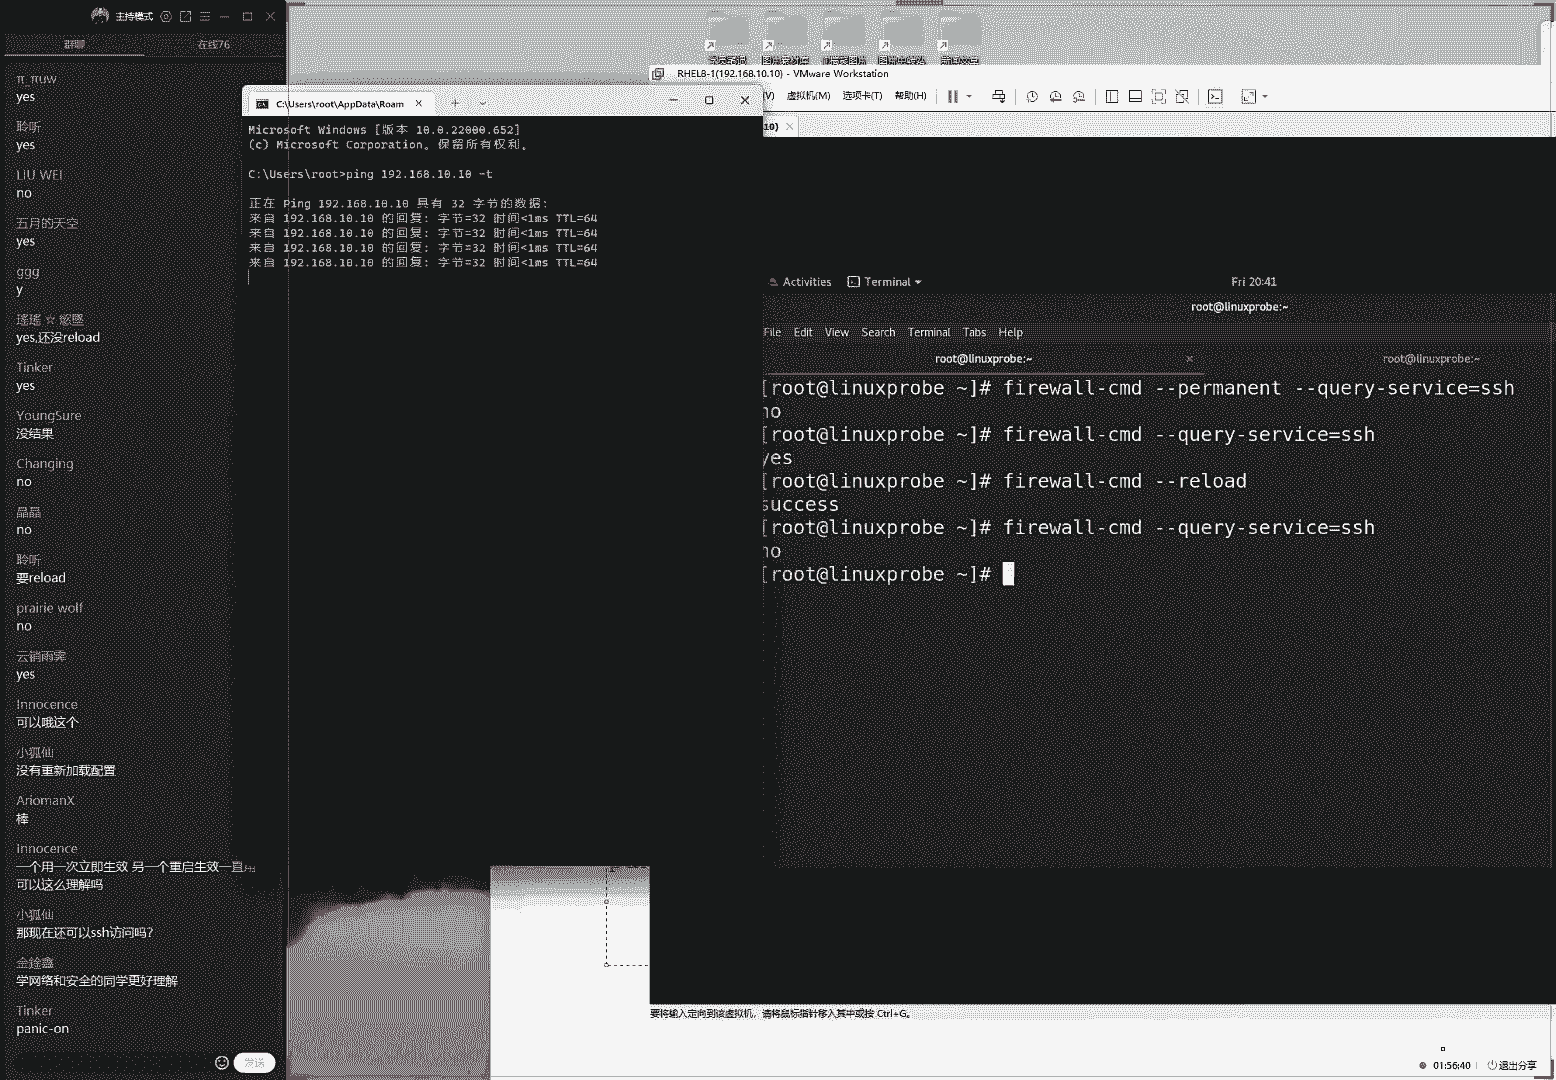 主持模式
群聊
在线76
yes
聆听
yes
LIU WEI
no
五月的天空
yes
ggg
y
yes,还没reload
Tinker
yes
YoungSure
没结果
Changing
no
晶晶
no
聆听
要reload
prairie wolf
no
云销雨霁
yes
Innocence
可以哦这个
小狐仙
没有重新加载配置
AriomanX
棒
Innocence
一个用一次立即生效 另一个重启生效一直用
可以这么理解吗
小狐仙
那现在还可以ssh访问吗?
学网络和安全的同学更好理解
Tinker
panic-on
发送
C:\Users\root\AppData\Roam
Microsoft Windows [版本 10.0.22000.652]
(c) Microsoft Corporation。保留所有权利。
C:\Users\root>ping 192.168.10.10 -t
正在 Ping 192.168.10.10 具有 32 字节的数据:
来自 192.168.10.10 的回复: 字节=32 时间<1ms TTL=64
来自 192.168.10.10 的回复: 字节=32 时间<1ms TTL=64
来自 192.168.10.10 的回复: 字节=32 时间<1ms TTL=64
来自 192.168.10.10 的回复: 字节=32 时间<1ms TTL=64
RHEL8-1(192.168.10.10) - VMware Workstation
(V) 虚拟机(M) 选项卡(T) 帮助(H)
10)
Activities Terminal Fri 20:41
root@linuxprobe:~
File Edit View Search Terminal Tabs Help
root@linuxprobe:~ root@linuxprobe:~
[root@linuxprobe ~]# firewall-cmd --permanent --query-service=ssh
no
[root@linuxprobe ~]# firewall-cmd --query-service=ssh
yes
[root@linuxprobe ~]# firewall-cmd --reload
success
[root@linuxprobe ~]# firewall-cmd --query-service=ssh
no
[root@linuxprobe ~]#
要将输入定向到该虚拟机，请将鼠标指针移入其中或按 Ctrl+G。
01:56:40 退出分享